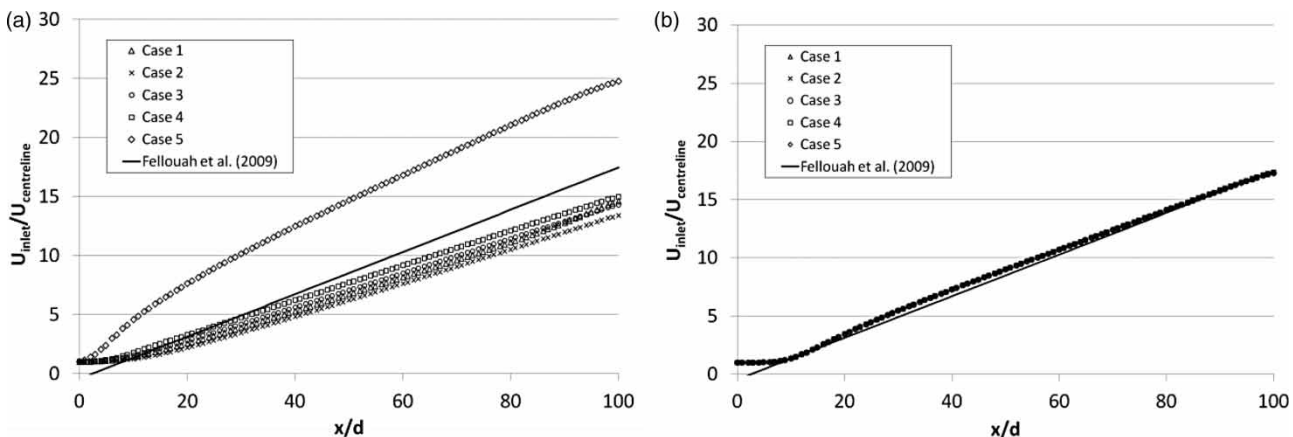 (a)
30
25
20
15
10
5
0
U_inlet/U_centreline
Case 1
Case 2
Case 3
Case 4
Case 5
Fellouah et al. (2009)
0 20 40 60 80 100
x/d
(b)
30
25
20
15
10
5
0
U_inlet/U_centreline
Case 1
Case 2
Case 3
Case 4
Case 5
Fellouah et al. (2009)
0 20 40 60 80 100
x/d